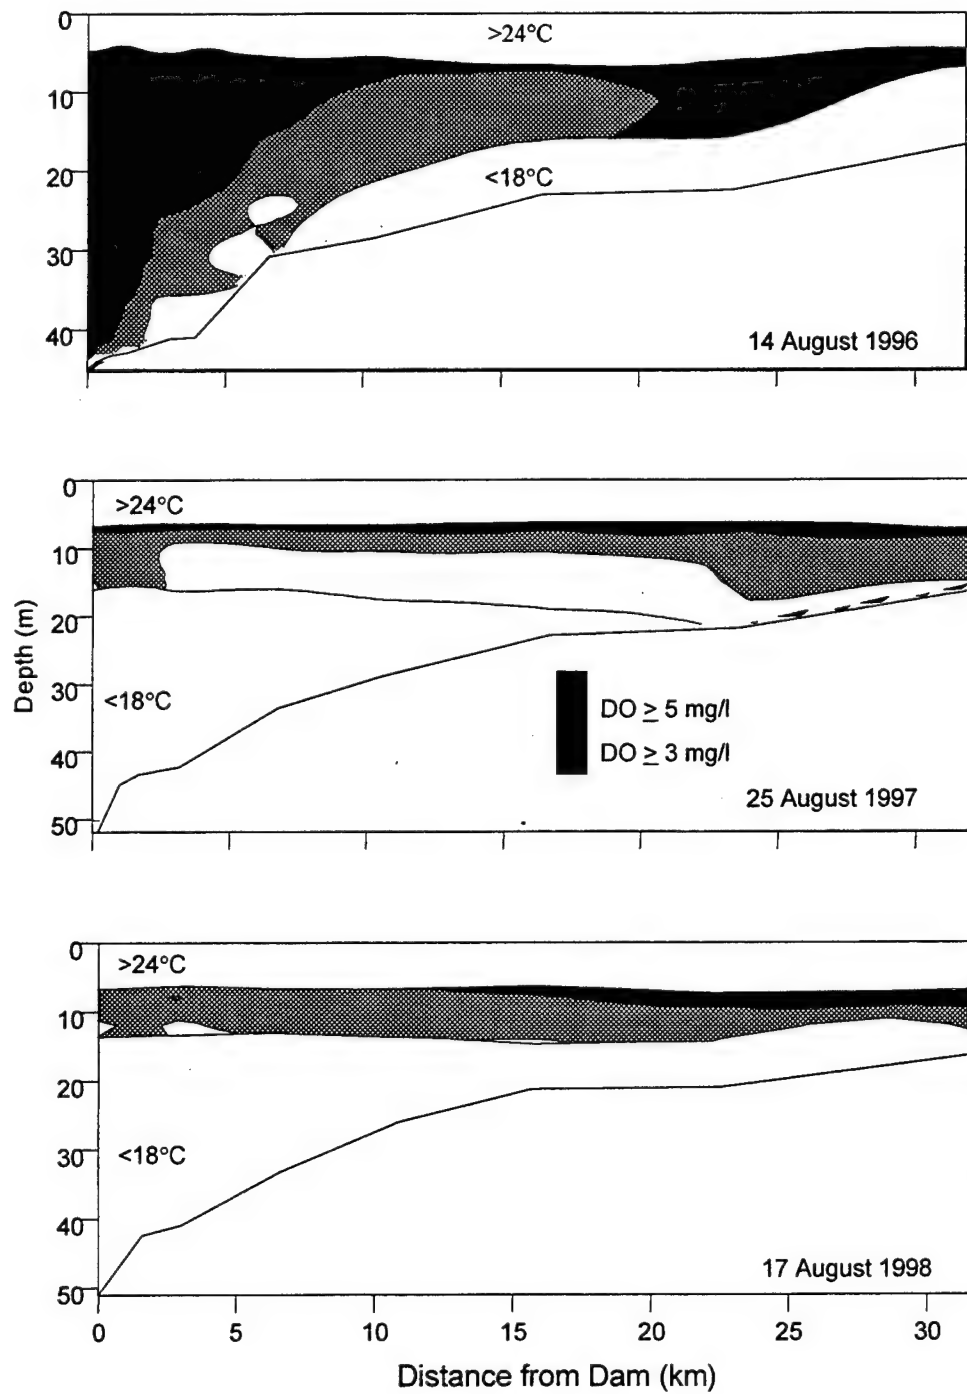 0
>24°C
10
20
<18°C
30
40
14 August 1996
0
>24°C
10
20
30
<18°C
DO ≥ 5 mg/l
40
DO ≥ 3 mg/l
25 August 1997
50
Depth (m)
0
>24°C
10
20
30
<18°C
40
17 August 1998
50
0 5 10 15 20 25 30
Distance from Dam (km)